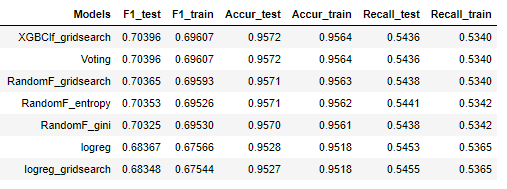 Models F1_test F1_train Accur_test Accur_train Recall_test Recall_train
XGBClf_gridsearch 0.70396 0.69607 0.9572 0.9564 0.5436 0.5340
Voting 0.70396 0.69607 0.9572 0.9564 0.5436 0.5340
RandomF_gridsearch 0.70365 0.69593 0.9571 0.9563 0.5438 0.5340
RandomF_entropy 0.70353 0.69526 0.9571 0.9562 0.5441 0.5342
RandomF_gini 0.70325 0.69530 0.9570 0.9561 0.5438 0.5342
logreg 0.68367 0.67566 0.9528 0.9518 0.5453 0.5365
logreg_gridsearch 0.68348 0.67544 0.9527 0.9518 0.5455 0.5365